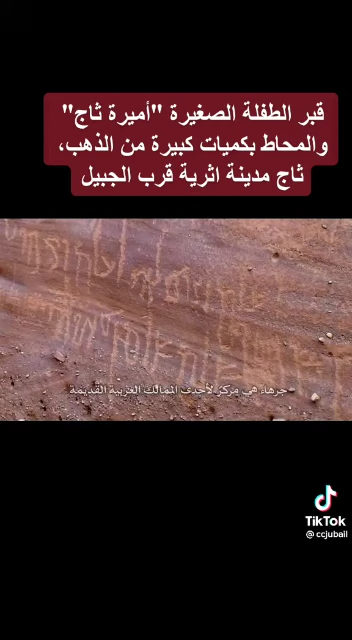 قبر الطفلة الصغيرة "أميرة ثاج"
والمحاط بكميات كبيرة من الذهب،
ثاج مدينة اثرية قرب الجبيل
جرهاء هي مركز لأحدى الممالك العربية القديمة
TikTok
@ ccjubail